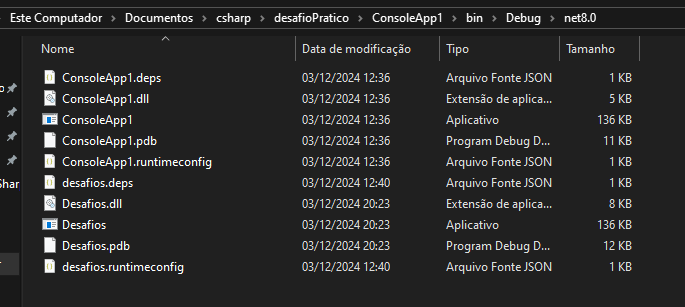 Este Computador > Documentos > csharp > desafioPratico > ConsoleApp1 > bin > Debug > net8.0
Nome Data de modificação Tipo Tamanho
ConsoleApp1.deps 03/12/2024 12:36 Arquivo Fonte JSON 1 KB
ConsoleApp1.dll 03/12/2024 12:36 Extensão de aplica... 5 KB
ConsoleApp1 03/12/2024 12:36 Aplicativo 136 KB
ConsoleApp1.pdb 03/12/2024 12:36 Program Debug D... 11 KB
ConsoleApp1.runtimeconfig 03/12/2024 12:36 Arquivo Fonte JSON 1 KB
Shar
desafios.deps 03/12/2024 12:40 Arquivo Fonte JSON 1 KB
Desafios.dll 03/12/2024 20:23 Extensão de aplica... 8 KB
Desafios 03/12/2024 20:23 Aplicativo 136 KB
Desafios.pdb 03/12/2024 20:23 Program Debug D... 12 KB
desafios.runtimeconfig 03/12/2024 12:40 Arquivo Fonte JSON 1 KB